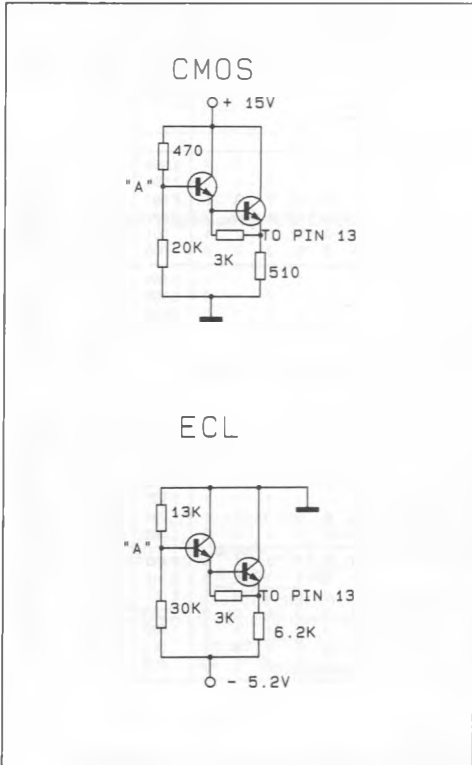 CMOS
+ 15V
470
"A"
20K
TO PIN 13
3K
510
ECL
13K
"A"
30K
TO PIN 13
3K
6.2K
- 5.2V